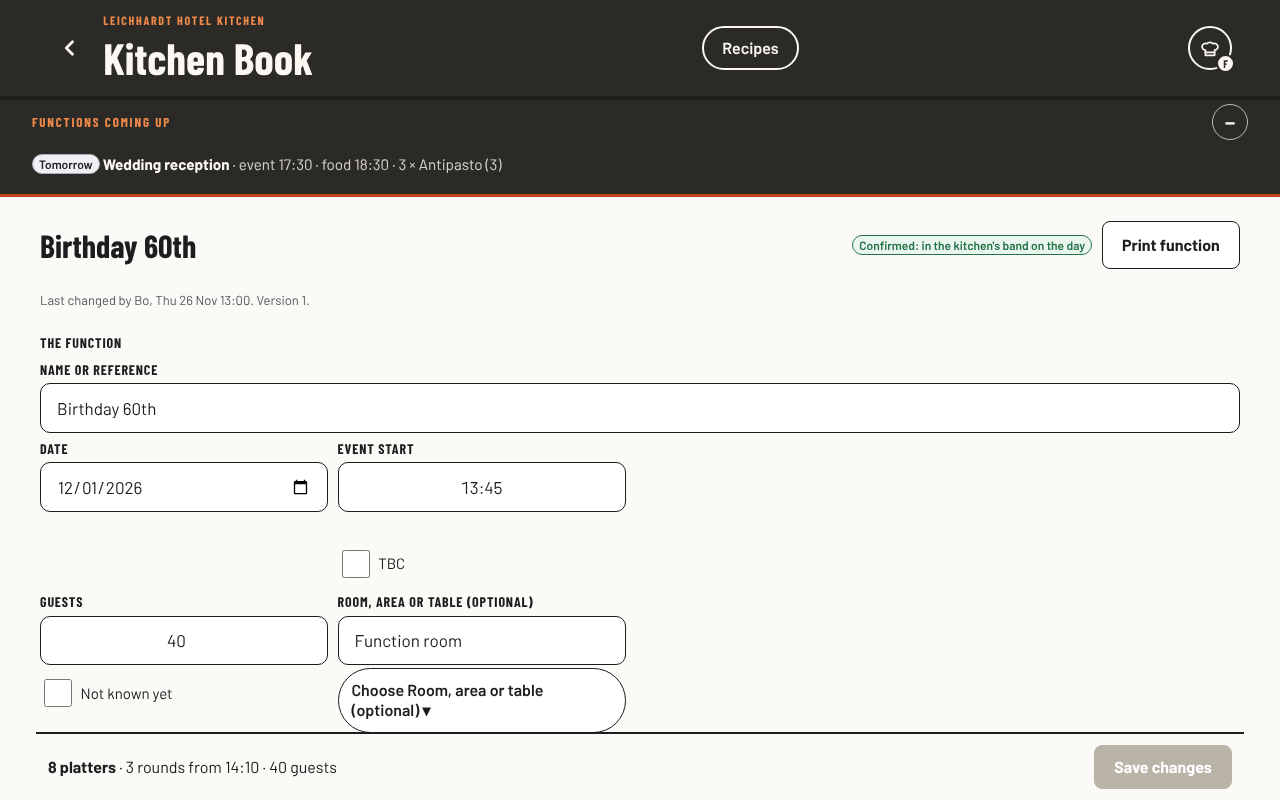 LEICHHARDT HOTEL KITCHEN
Kitchen Book
Recipes
F
FUNCTIONS COMING UP
–
Tomorrow Wedding reception · event 17:30 · food 18:30 · 3 × Antipasto (3)
Birthday 60th
Confirmed: in the kitchen's band on the day
Print function
Last changed by Bo, Thu 26 Nov 13:00. Version 1.
THE FUNCTION
NAME OR REFERENCE
Birthday 60th
DATE
EVENT START
12/01/2026
13:45
TBC
GUESTS
ROOM, AREA OR TABLE (OPTIONAL)
40
Function room
Not known yet
Choose Room, area or table
(optional) ▾
8 platters · 3 rounds from 14:10 · 40 guests
Save changes